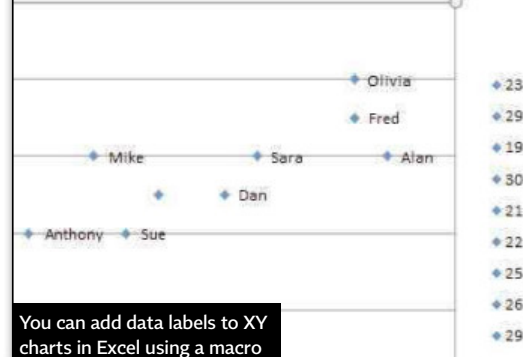 Olivia
Fred
Mike
Sara
Alan
Dan
Anthony
Sue
23
29
19
30
21
22
25
26
29
You can add data labels to XY
charts in Excel using a macro